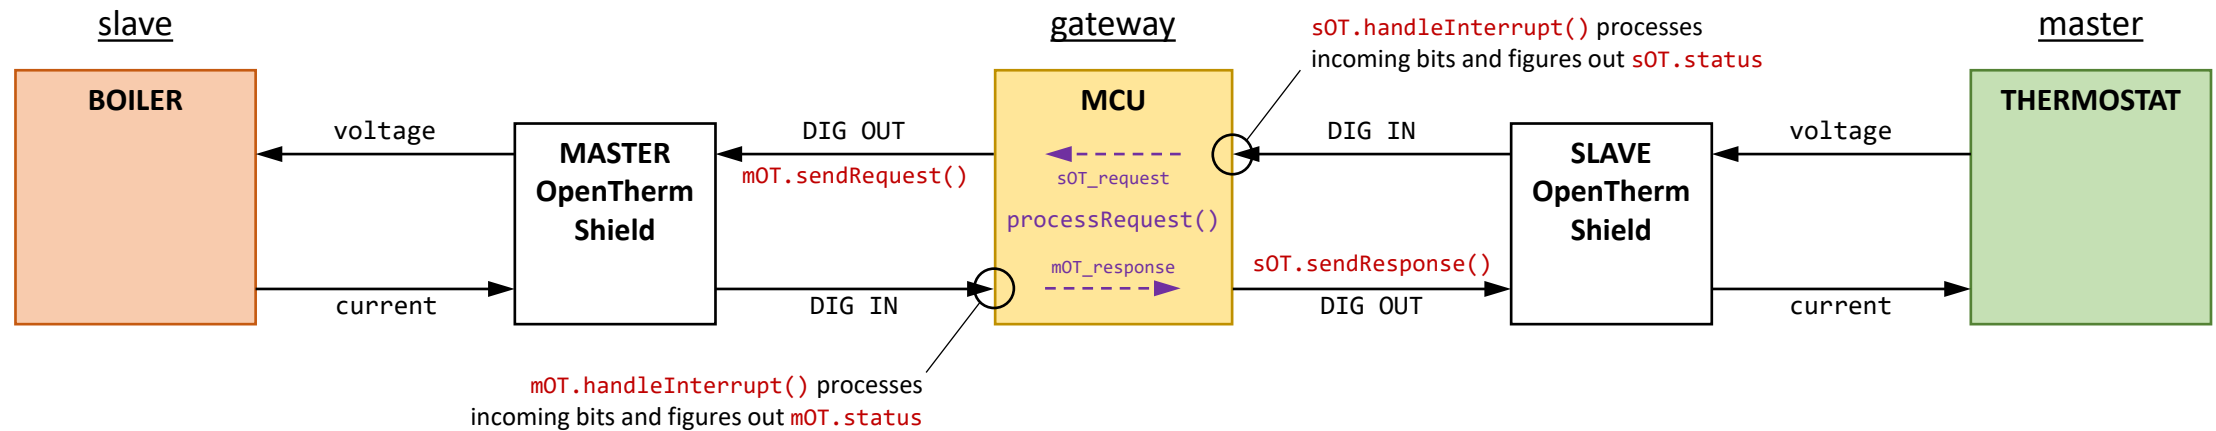 slave
gateway
master
sOT.handleInterrupt() processes
incoming bits and figures out sOT.status
BOILER
voltage
current
MASTER
OpenTherm
Shield
DIG OUT
mOT.sendRequest()
DIG IN
MCU
sOT_request
processRequest()
mOT_response
DIG IN
sOT.sendResponse()
DIG OUT
SLAVE
OpenTherm
Shield
voltage
current
THERMOSTAT
mOT.handleInterrupt() processes
incoming bits and figures out mOT.status